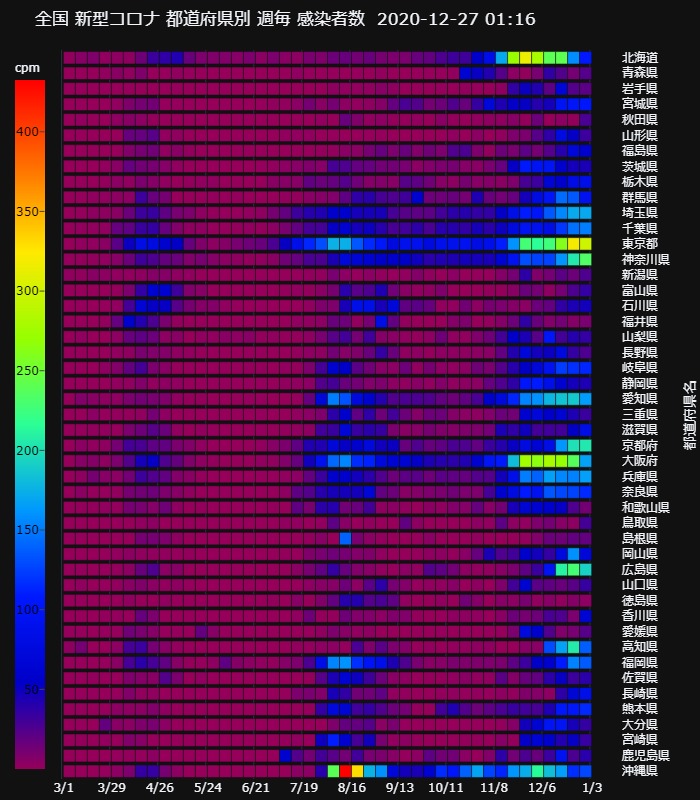 全国 新型コロナ 都道府県別 週毎 感染者数 2020-12-27 01:16
cpm
400
350
300
250
200
150
100
50
北海道
青森県
岩手県
宮城県
秋田県
山形県
福島県
茨城県
栃木県
群馬県
埼玉県
千葉県
東京都
神奈川県
新潟県
富山県
石川県
福井県
山梨県
長野県
岐阜県
静岡県
愛知県
三重県
滋賀県
京都府
大阪府
兵庫県
奈良県
和歌山県
鳥取県
島根県
岡山県
広島県
山口県
徳島県
香川県
愛媛県
高知県
福岡県
佐賀県
長崎県
熊本県
大分県
宮崎県
鹿児島県
沖縄県
都道府県名
3/1 3/29 4/26 5/24 6/21 7/19 8/16 9/13 10/11 11/8 12/6 1/3